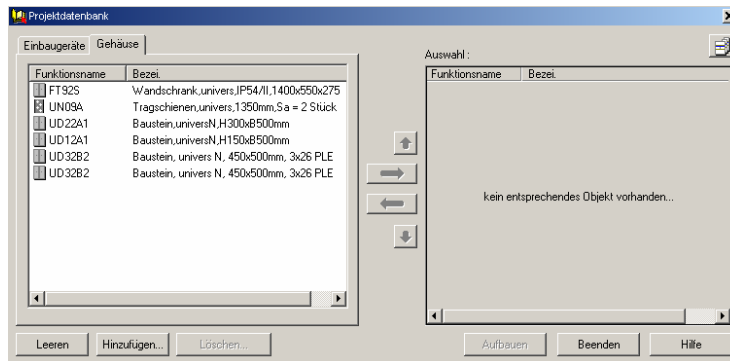 Projektdatenbank
Einbaugeräte Gehäuse
Funktionsname Bezei.
FT92S Wandschrank,univers,IP54/II,1400x550x275
UN09A Tragschienen,univers,1350mm,Sa = 2 Stück
UD22A1 Baustein,universN,H300xB500mm
UD12A1 Baustein,universN,H150xB500mm
UD32B2 Baustein, univers N, 450x500mm, 3x26 PLE
UD32B2 Baustein, univers N, 450x500mm, 3x26 PLE
Auswahl :
Funktionsname Bezei.
kein entsprechendes Objekt vorhanden...
Leeren Hinzufügen... Löschen... Aufbauen Beenden Hilfe